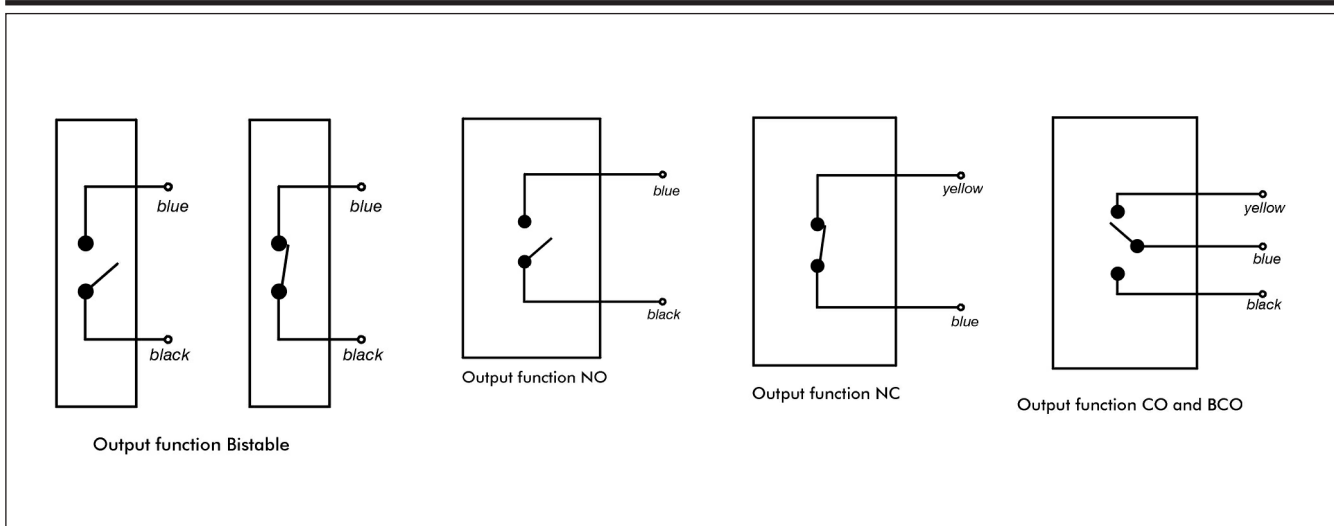 blue
black
blue
black
Output function Bistable
blue
black
Output function NO
yellow
blue
Output function NC
yellow
blue
black
Output function CO and BCO